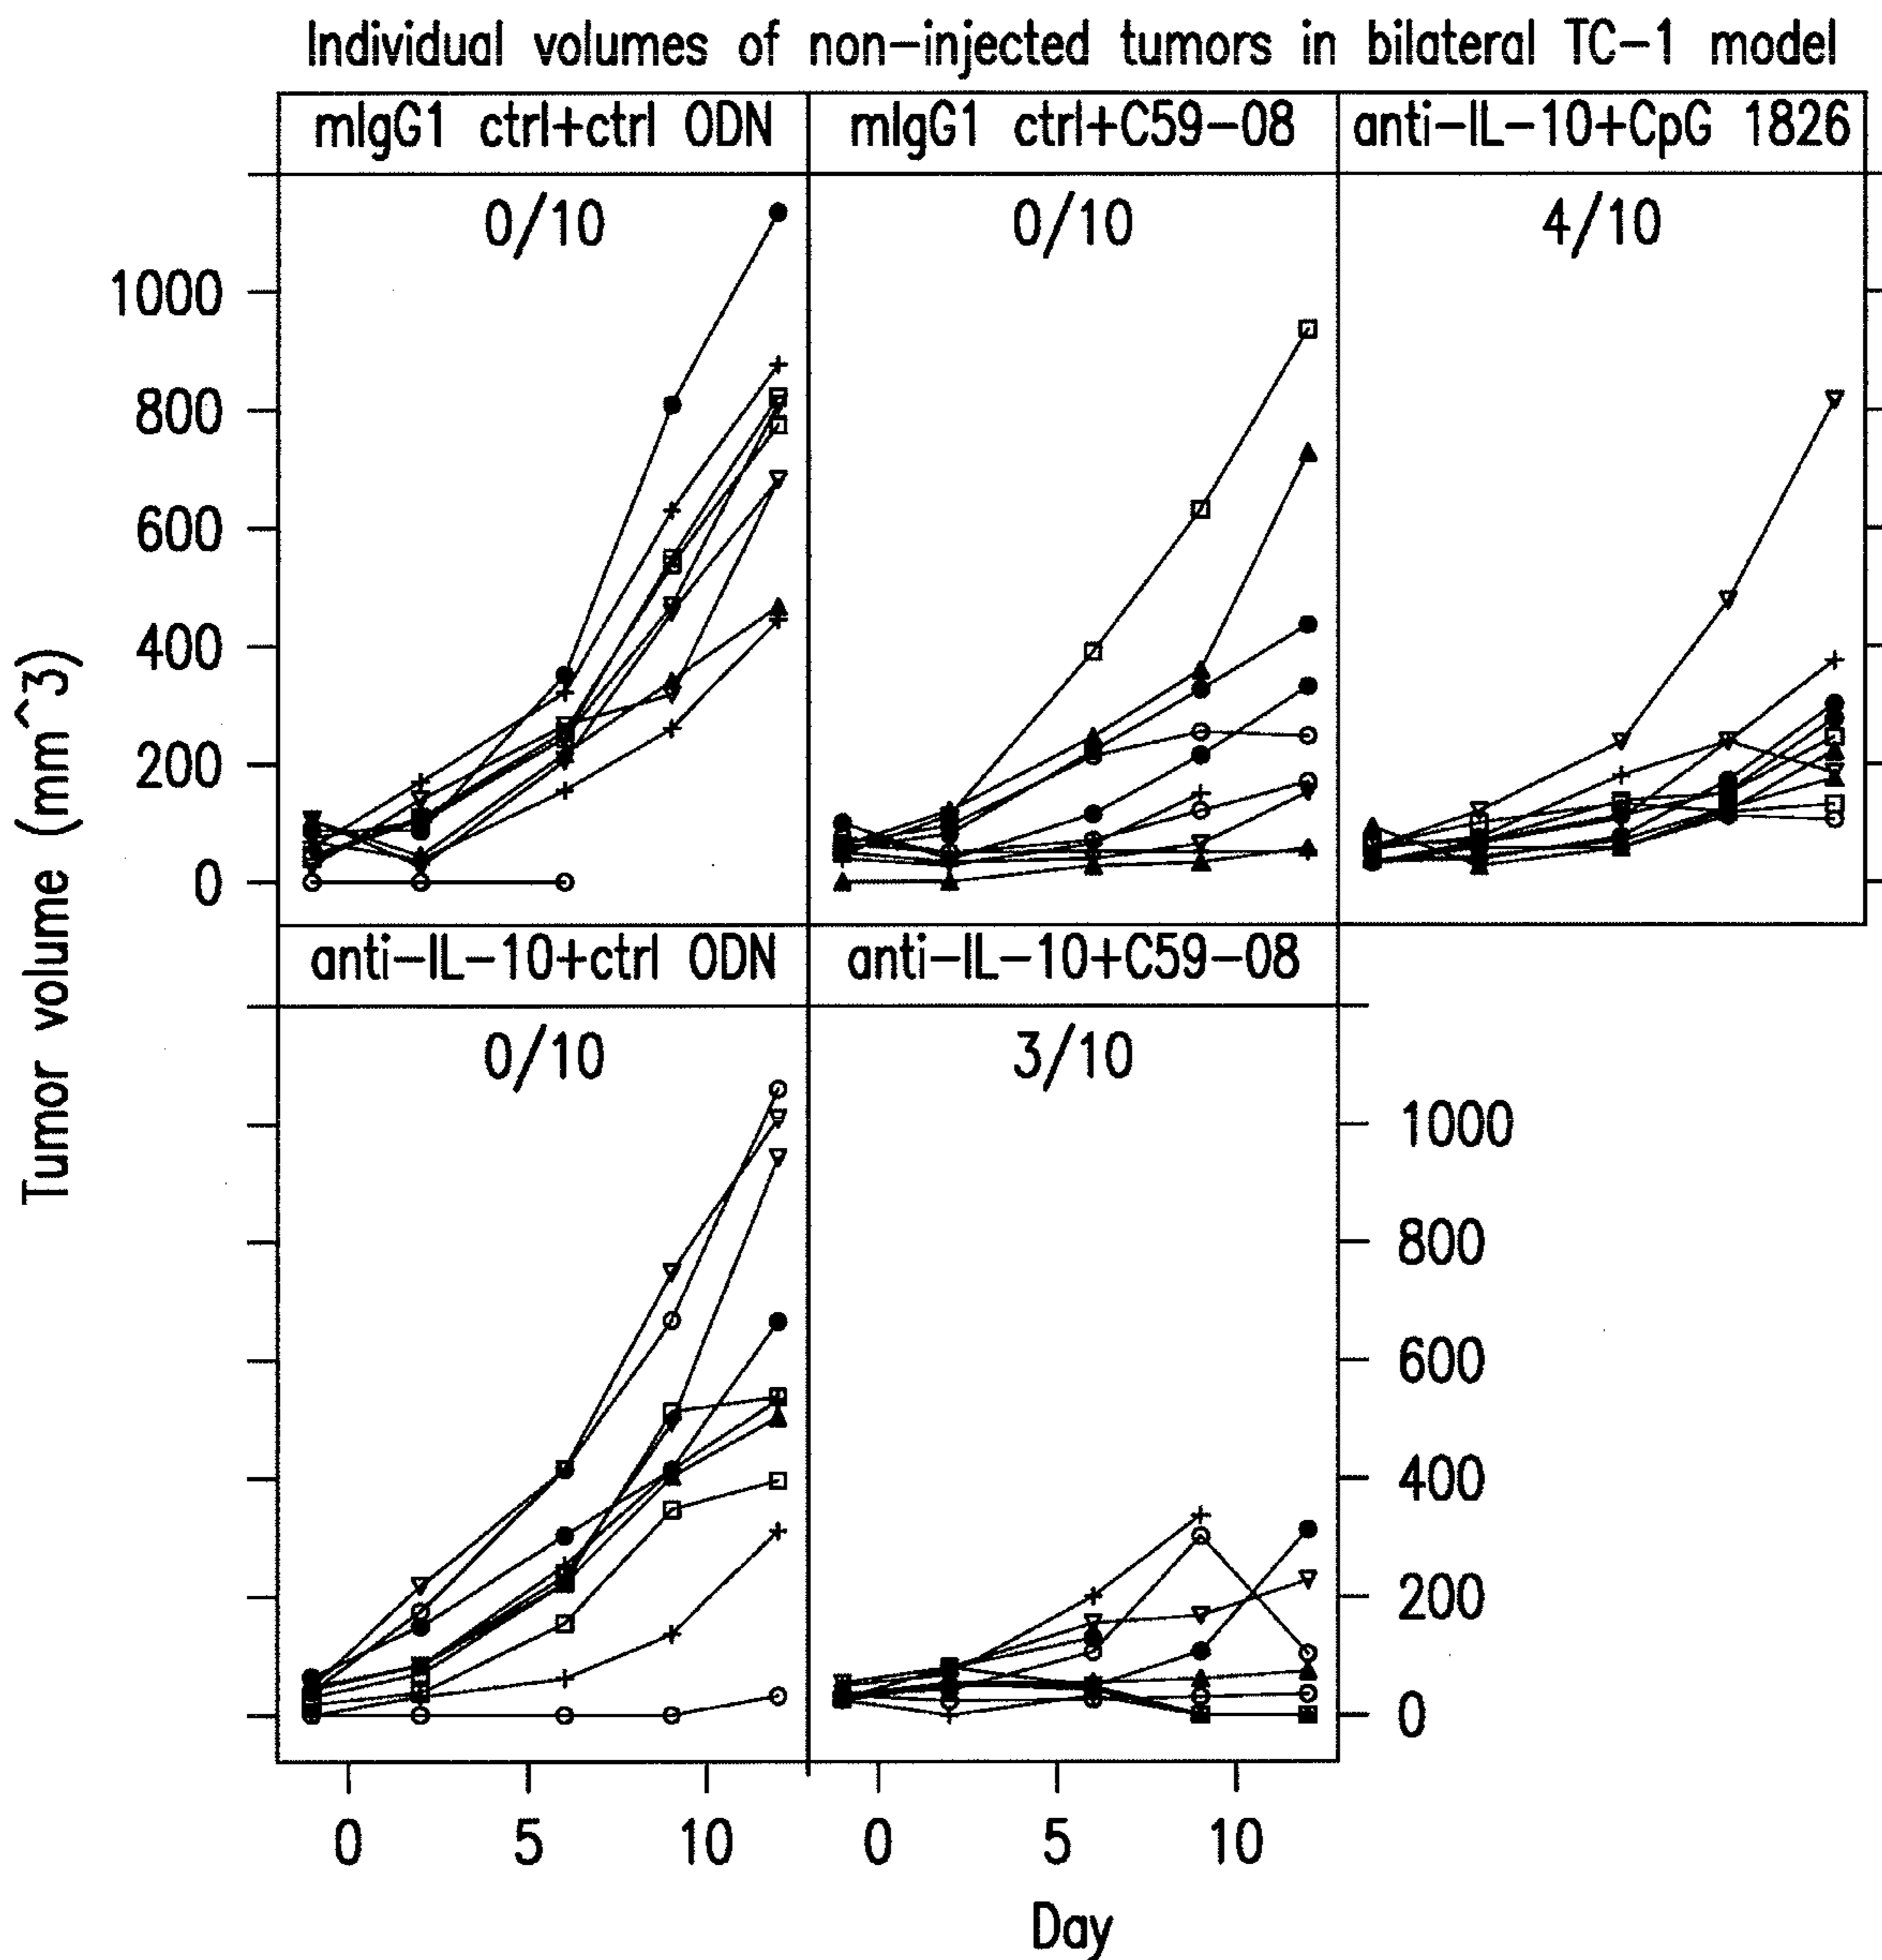 Individual volumes of non-injected tumors in bilateral TC-1 model
mIgG1 ctrl+ctrl ODN
mIgG1 ctrl+C59-08
anti-IL-10+CpG 1826
0/10
0/10
4/10
1000
800
600
400
200
0
Tumor volume (mm^3)
anti-IL-10+ctrl ODN
anti-IL-10+C59-08
0/10
3/10
1000
800
600
400
200
0
0 5 10 0 5 10
Day